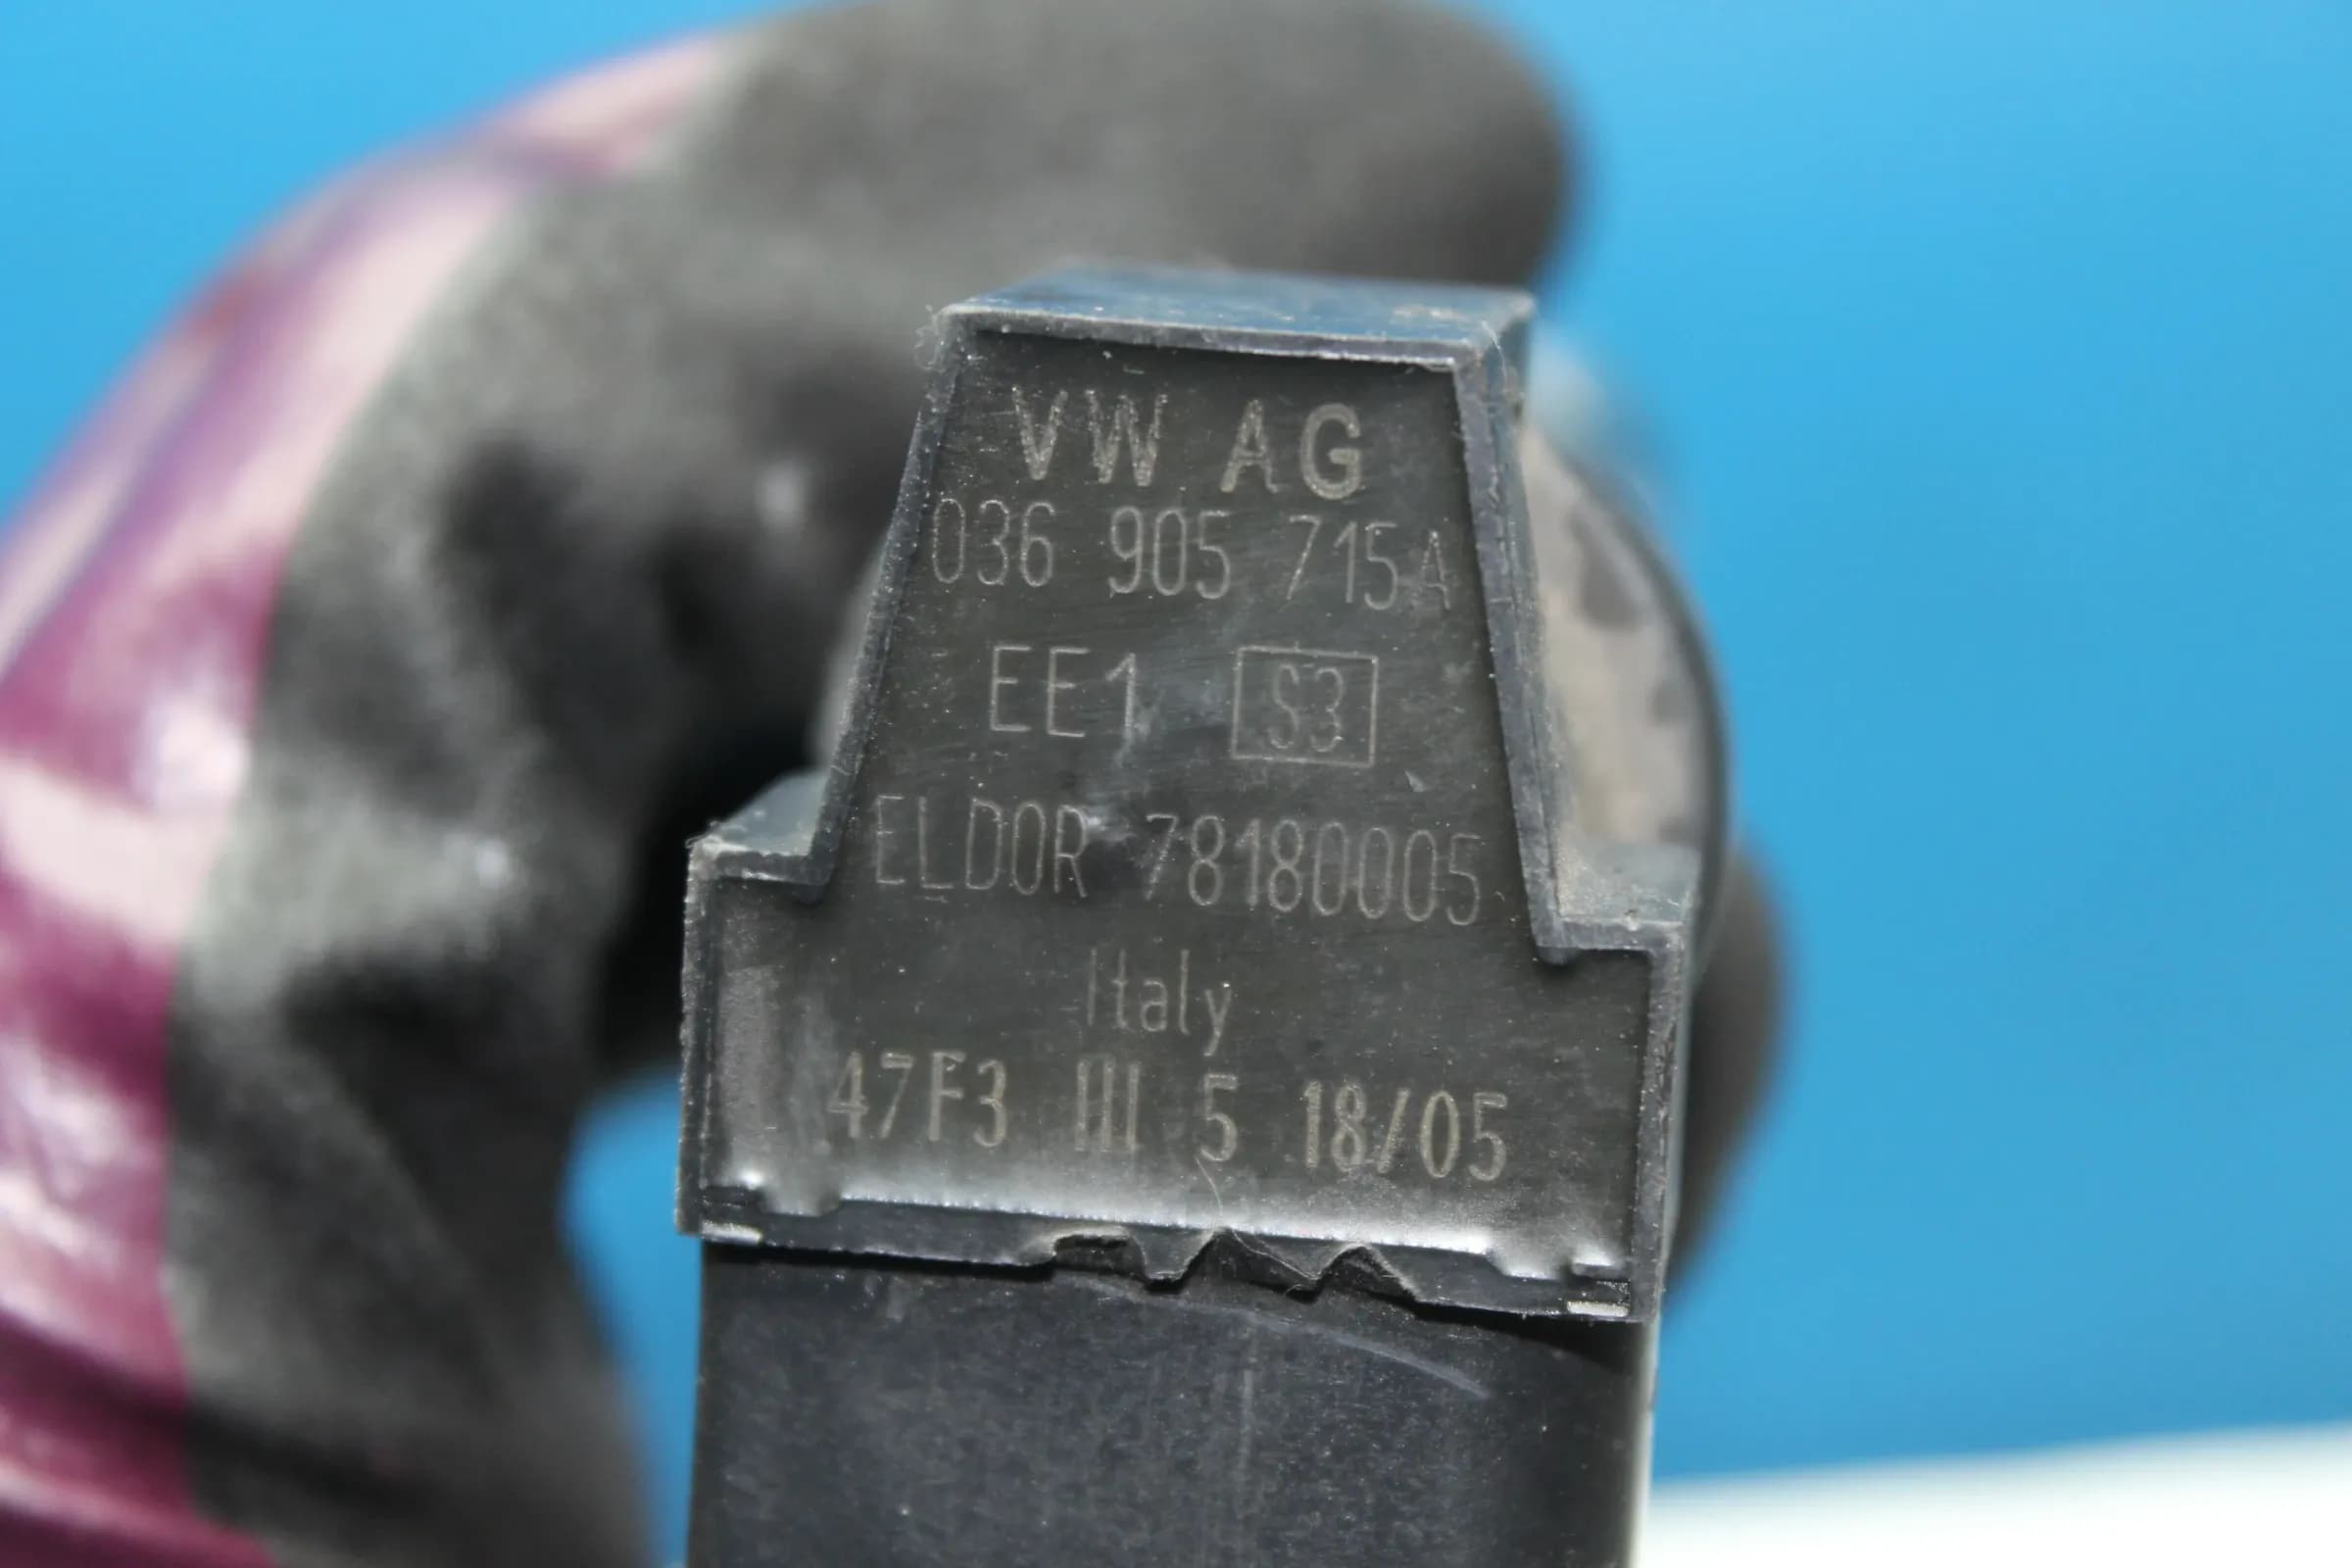 VW AG
036 905 715A
EE1 S3
ELDOR 78180005
Italy
47F3 III 5 18/05